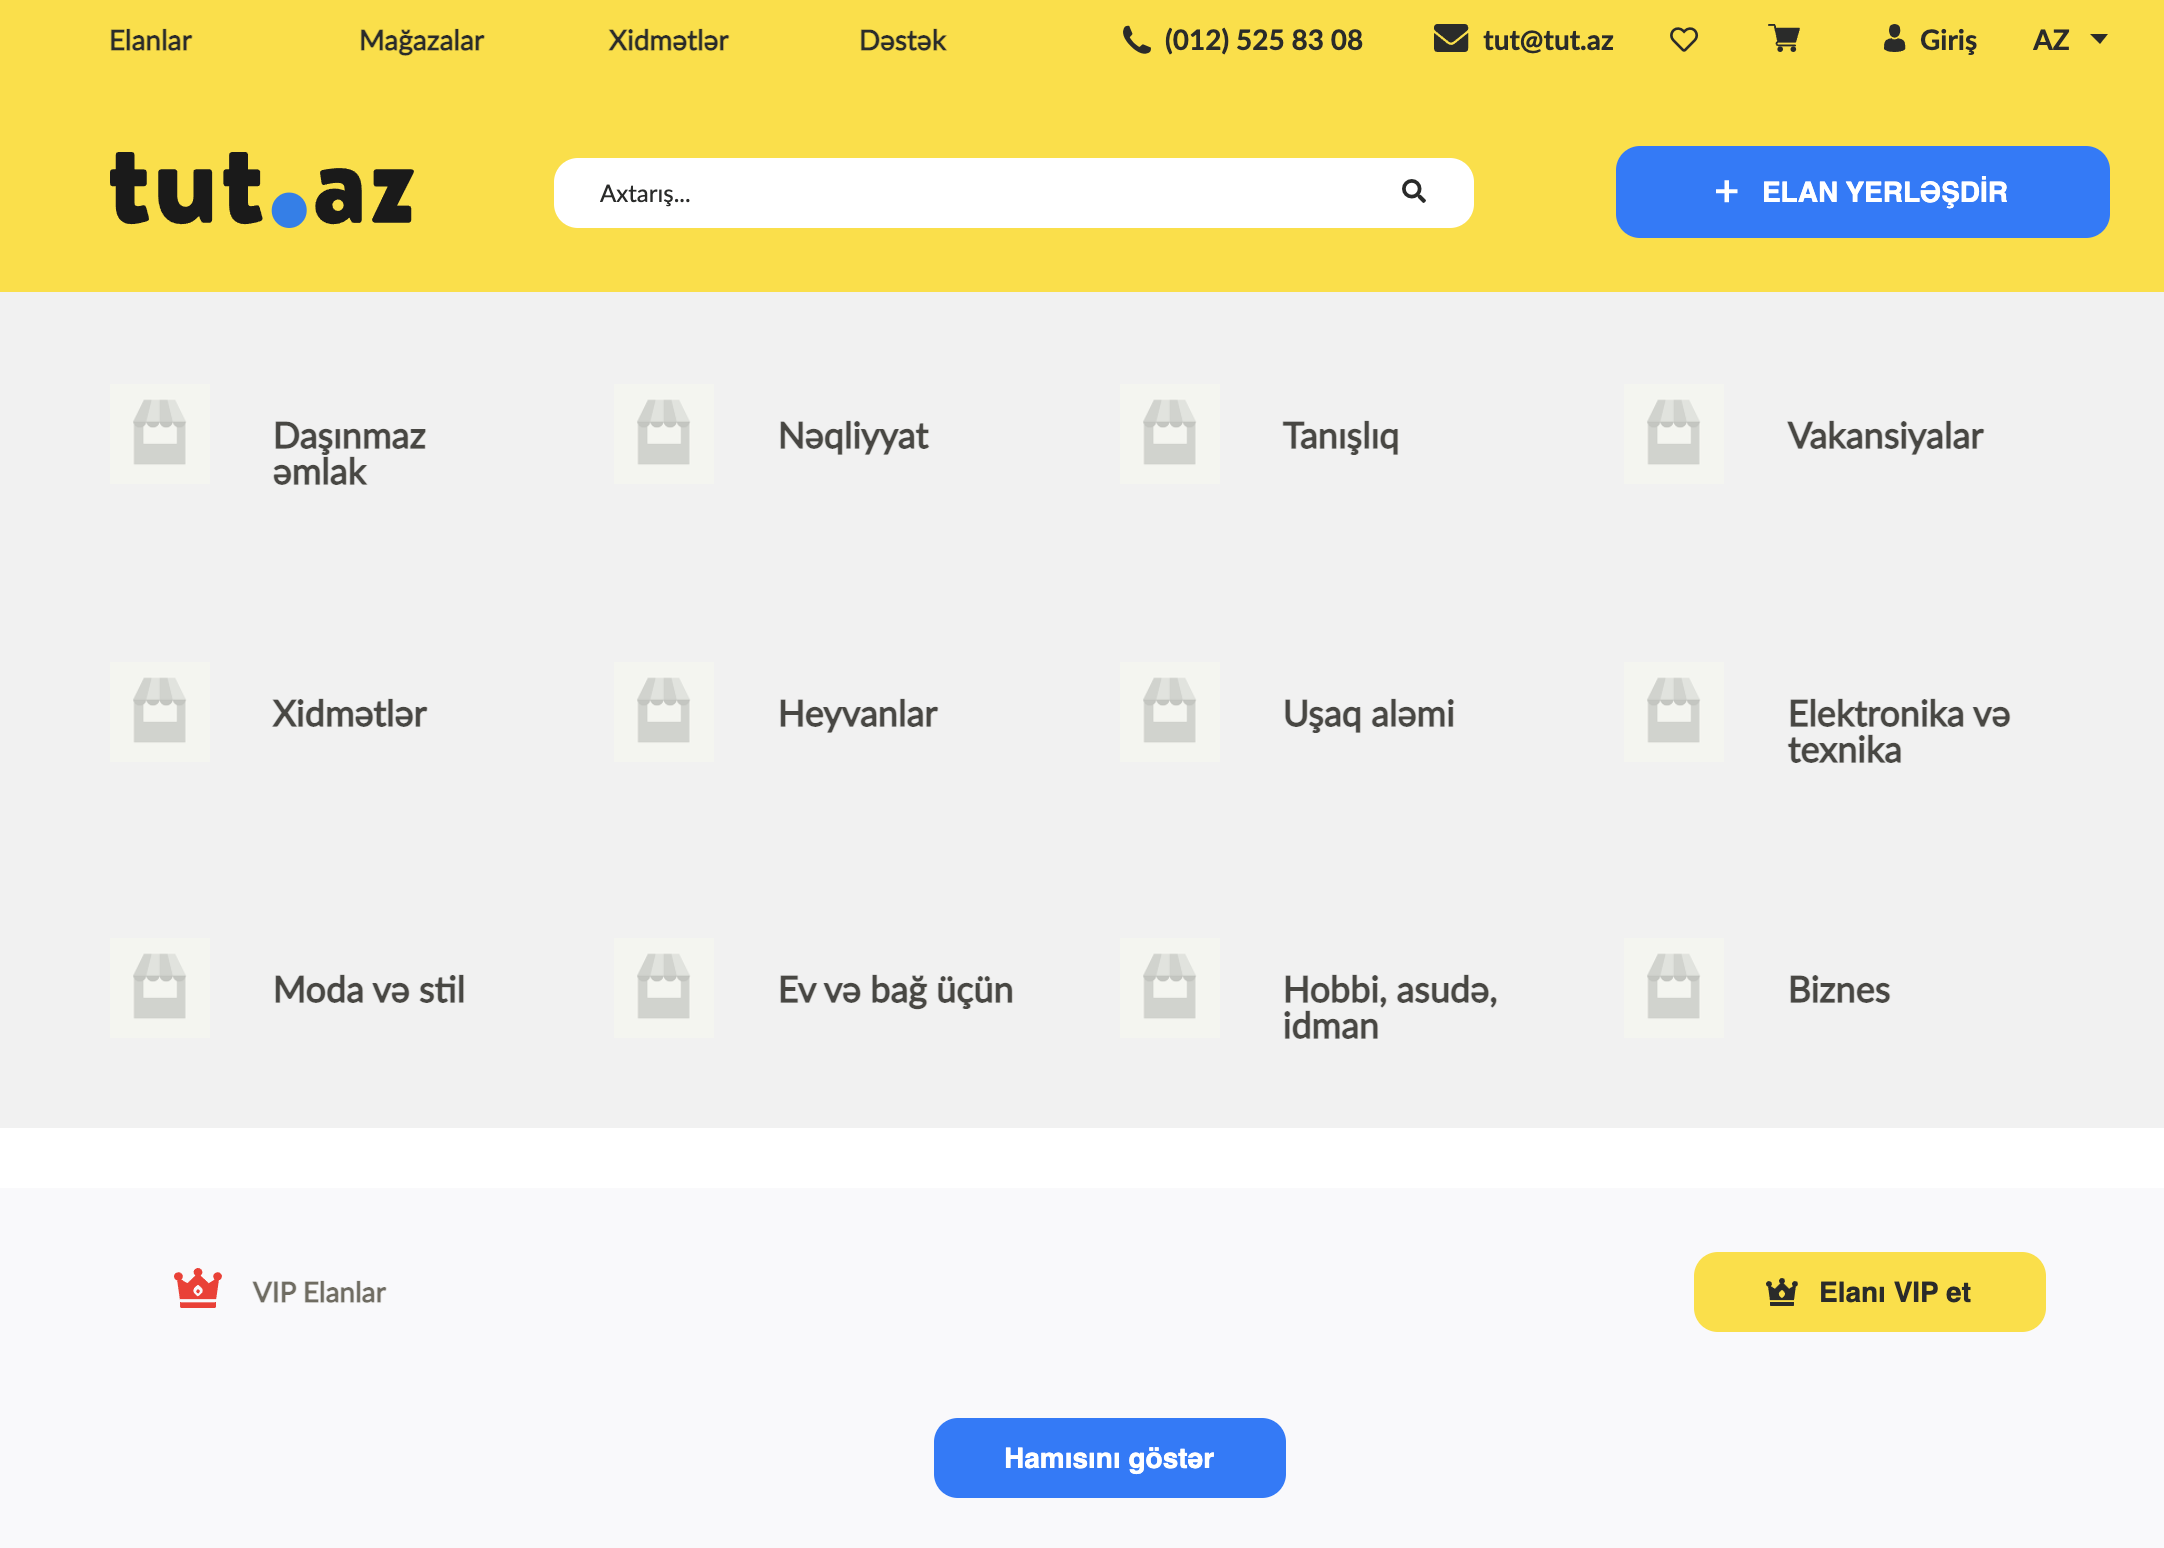 Elanlar Mağazalar Xidmətlər Dəstək (012) 525 83 08 tut@tut.az Giriş AZ
tut.az Axtarış... + ELAN YERLƏŞDİR
Daşınmaz əmlak
Nəqliyyat
Tanışlıq
Vakansiyalar
Xidmətlər
Heyvanlar
Uşaq aləmi
Elektronika və texnika
Moda və stil
Ev və bağ üçün
Hobbi, asudə, idman
Biznes
VIP Elanlar
Elanı VIP et
Hamısını göstər